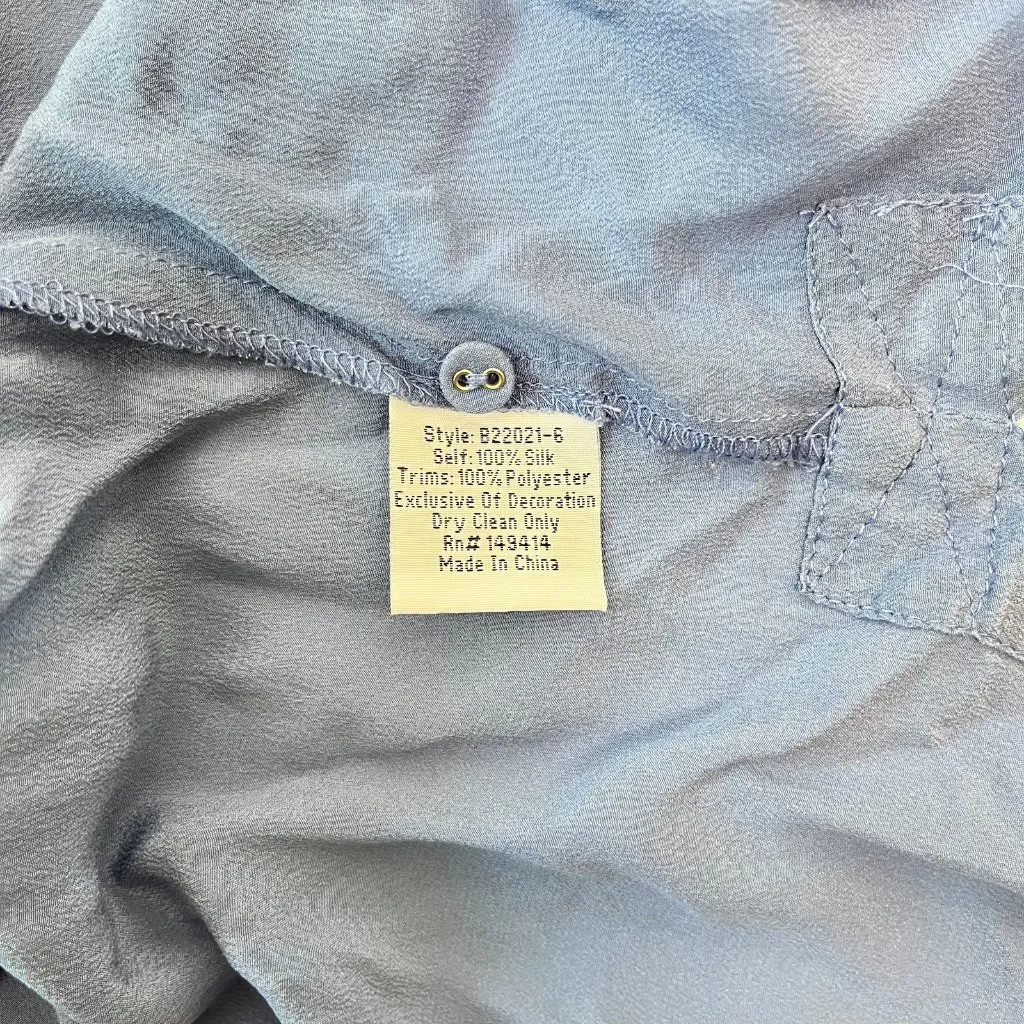 Style: B22021-6
Self: 100% Silk
Trims: 100% Polyester
Exclusive Of Decoration
Dry Clean Only
Rn# 149414
Made In China